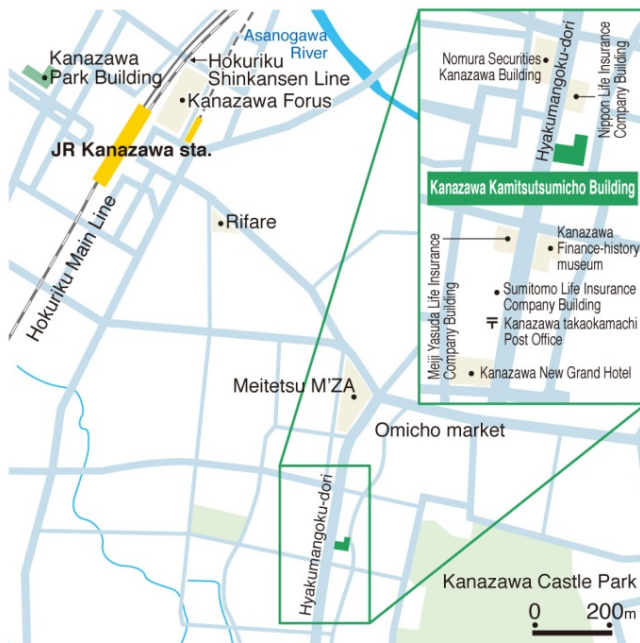 Kanazawa
Park Building
Asanogawa
River
Hokuriku
Shinkansen Line
Kanazawa Forus
JR Kanazawa sta.
Hokuriku Main Line
Rifare
Meitetsu M'ZA
Omicho market
Hyakumangoku-dori
Kanazawa Castle Park
0 200m
Nomura Securities
Kanazawa Building
Nippon Life Insurance
Company Building
Hyakumangoku-dori
Kanazawa Kamitsutsumicho Building
Meiji Yasuda Life Insurance
Company Building
Kanazawa
Finance-history
museum
Sumitomo Life Insurance
Company Building
Kanazawa takaokamachi
Post Office
Kanazawa New Grand Hotel